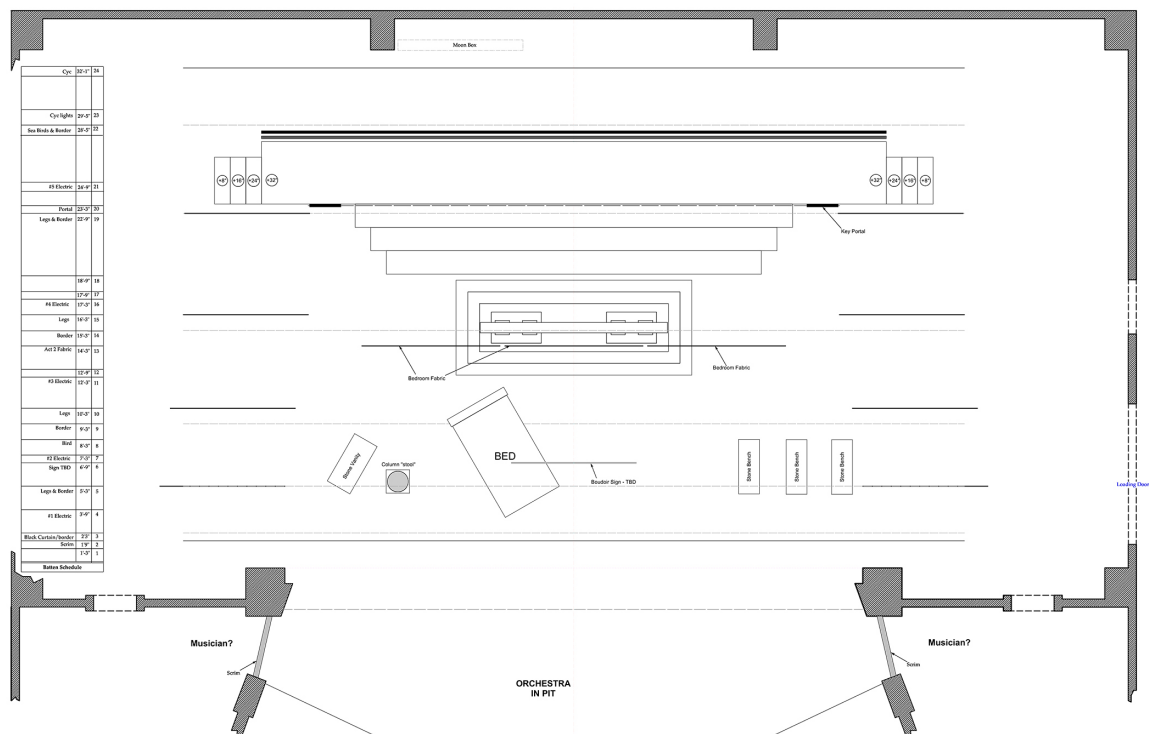 Moon Box
Cyc 32'-1" 24
Cyc lights 29'-5" 23
Sea Birds & Border 28'-5" 22
#5 Electric 24'-9" 21
Portal 23'-3" 20
Legs & Border 22'-9" 19
18'-9" 18
17'-9" 17
#4 Electric 17'-3" 16
Legs 16'-3" 15
Border 15'-3" 14
Act 2 Fabric 14'-3" 13
12'-9" 12
#3 Electric 12'-3" 11
Legs 10'-3" 10
Border 9'-3" 9
Bird 8'-3" 8
#2 Electric 7'-3" 7
Sign TBD 6'-9" 6
Legs & Border 5'-3" 5
#1 Electric 3'-9" 4
Black Curtain/border 2'3" 3
Scrim 1'9" 2
1'-3" 1
Batten Schedule
+8" +16" +24" +32"
+32" +24" +16" +8"
Key Portal
Bedroom Fabric
Bedroom Fabric
Stone Vanity
Column "stool"
BED
Boudoir Sign - TBD
Stone Bench
Stone Bench
Stone Bench
Loading Door
Musician?
Scrim
Musician?
Scrim
ORCHESTRA
IN PIT